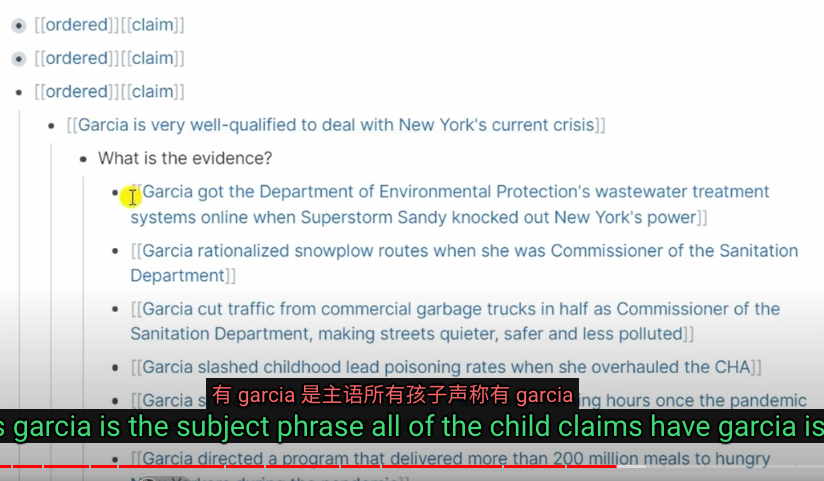 [[ordered]][[claim]]
[[ordered]][[claim]]
[[ordered]][[claim]]
[[Garcia is very well-qualified to deal with New York's current crisis]]
What is the evidence?
[[Garcia got the Department of Environmental Protection's wastewater treatment
systems online when Superstorm Sandy knocked out New York's power]]
[[Garcia rationalized snowplow routes when she was Commissioner of the Sanitation
Department]]
[[Garcia cut traffic from commercial garbage trucks in half as Commissioner of the
Sanitation Department, making streets quieter, safer and less polluted]]
[[Garcia slashed childhood lead poisoning rates when she overhauled the CHA]]
[[Garcia s
ing hours once the pandemic
有 garcia 是主语所有孩子声称有 garcia
s garcia is the subject phrase all of the child claims have garcia is
[[Garcia directed a program that delivered more than 200 million meals to hungry
during the pandemic]]